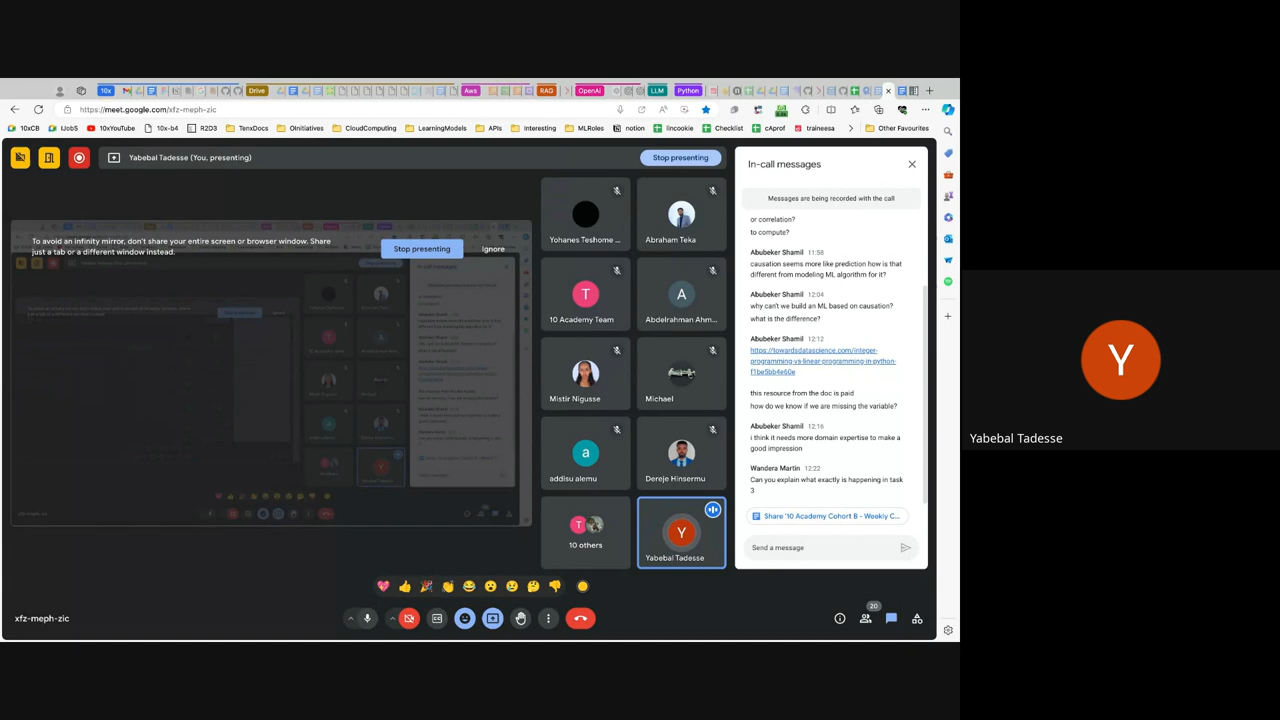 10x
Drive
Aws
RAG
OpenAI
LLM
Python
https://meet.google.com/xfz-meph-zic
10xCB
IJobS
10xYouTube
10x-b4
R2D3
TenxDocs
OInitiatives
CloudComputing
LearningModels
APIs
Interesting
MLRoles
notion
lincookie
Checklist
cAprof
traineesa
Other Favourites
Yabebal Tadesse (You, presenting)
Stop presenting
To avoid an infinity mirror, don't share your entire screen or browser window. Share
just a tab or a different window instead.
Stop presenting
Ignore
Yohanes Teshome ...
Abraham Teka
T
10 Academy Team
A
Abdelrahman Ahm...
Mistir Nigusse
Michael
a
addisu alemu
Dereje Hinsermu
T
10 others
Y
Yabebal Tadesse
In-call messages
Messages are being recorded with the call
or correlation?
to compute?
Abubeker Shamil 11:58
causation seems more like prediction how is that
different from modeling ML algorithm for it?
Abubeker Shamil 12:04
why can't we build an ML based on causation?
what is the difference?
Abubeker Shamil 12:12
https://towardsdatascience.com/integer-
programming-vs-linear-programming-in-python-
f1be5bb4e60e
this resource from the doc is paid
how do we know if we are missing the variable?
Abubeker Shamil 12:16
i think it needs more domain expertise to make a
good impression
Wandera Martin 12:22
Can you explain what exactly is happening in task
3
Share '10 Academy Cohort B - Weekly C...
Send a message
xfz-meph-zic
20
Y
Yabebal Tadesse